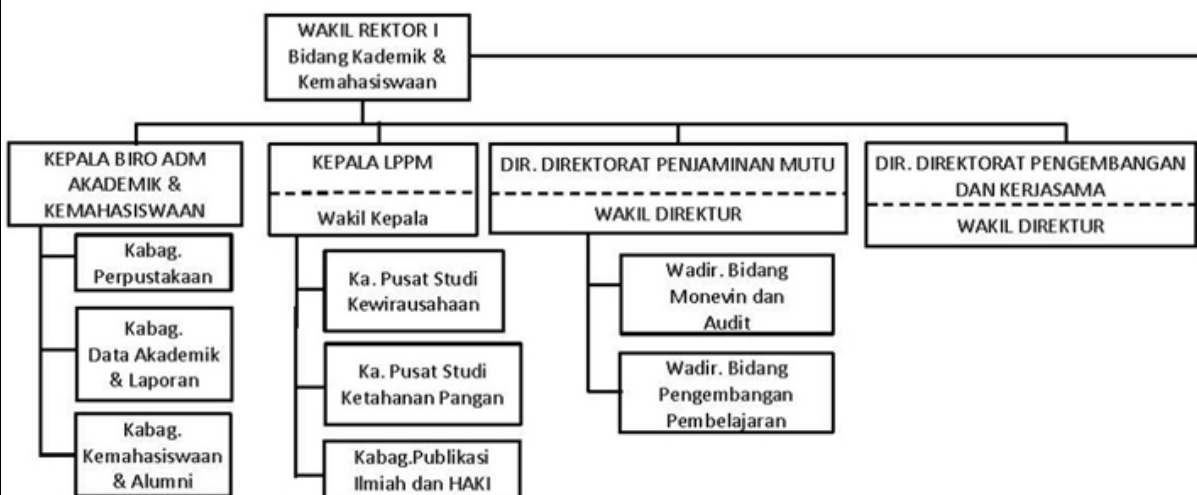 WAKIL REKTOR I
Bidang Kademik &
Kemahasiswaan
KEPALA BIRO ADM
AKADEMIK &
KEMAHASISWAAN
Kabag.
Perpustakaan
Kabag.
Data Akademik
& Laporan
Kabag.
Kemahasiswaan
& Alumni
KEPALA LPPM
Wakil Kepala
Ka. Pusat Studi
Kewirausahaan
Ka. Pusat Studi
Ketahanan Pangan
Kabag.Publikasi
Ilmiah dan HAKI
DIR. DIREKTORAT PENJAMINAN MUTU
WAKIL DIREKTUR
Wadir. Bidang
Monevin dan
Audit
Wadir. Bidang
Pengembangan
Pembelajaran
DIR. DIREKTORAT PENGEMBANGAN
DAN KERJASAMA
WAKIL DIREKTUR